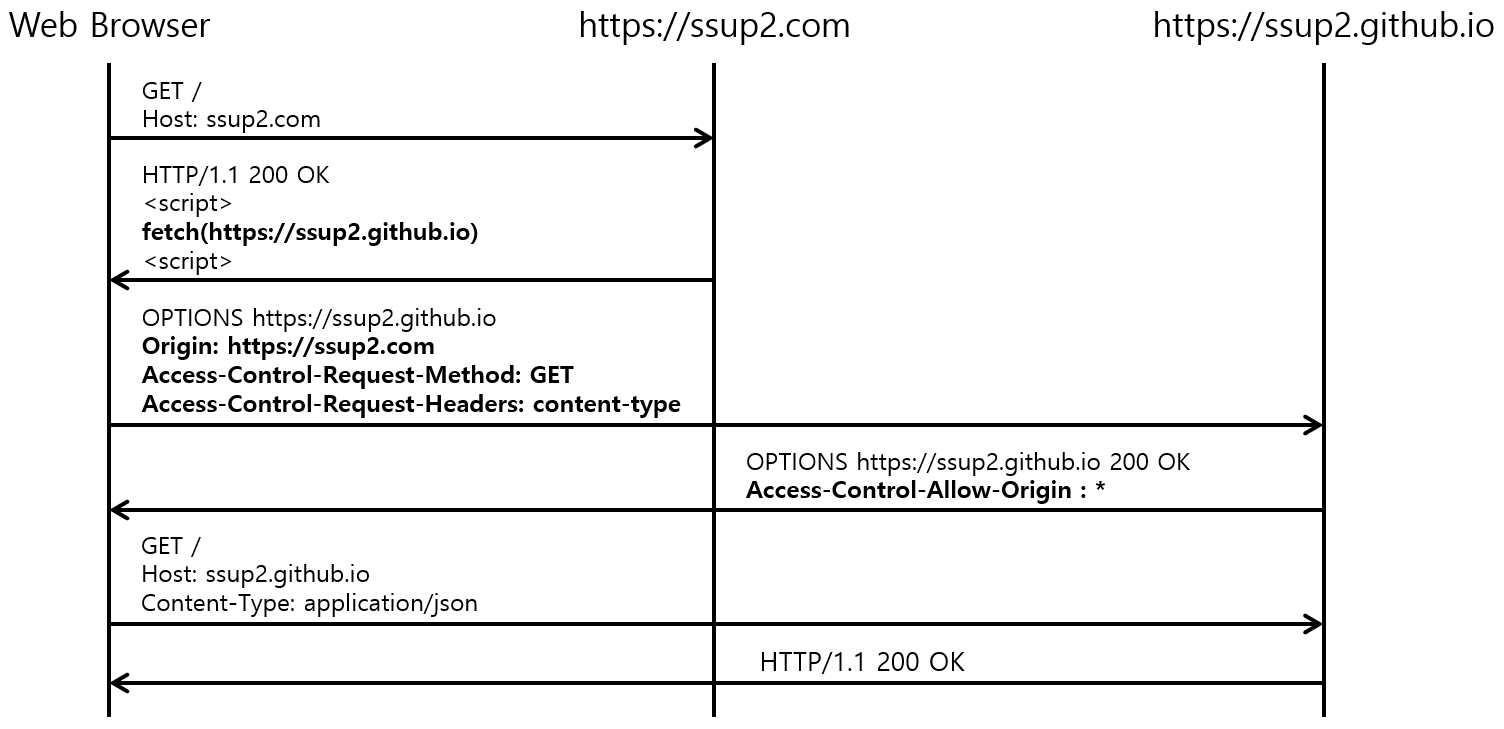 Web Browser
https://ssup2.com
https://ssup2.github.io
GET /
Host: ssup2.com
HTTP/1.1 200 OK
<script>
fetch(https://ssup2.github.io)
<script>
OPTIONS https://ssup2.github.io
Origin: https://ssup2.com
Access-Control-Request-Method: GET
Access-Control-Request-Headers: content-type
OPTIONS https://ssup2.github.io 200 OK
Access-Control-Allow-Origin : *
GET /
Host: ssup2.github.io
Content-Type: application/json
HTTP/1.1 200 OK